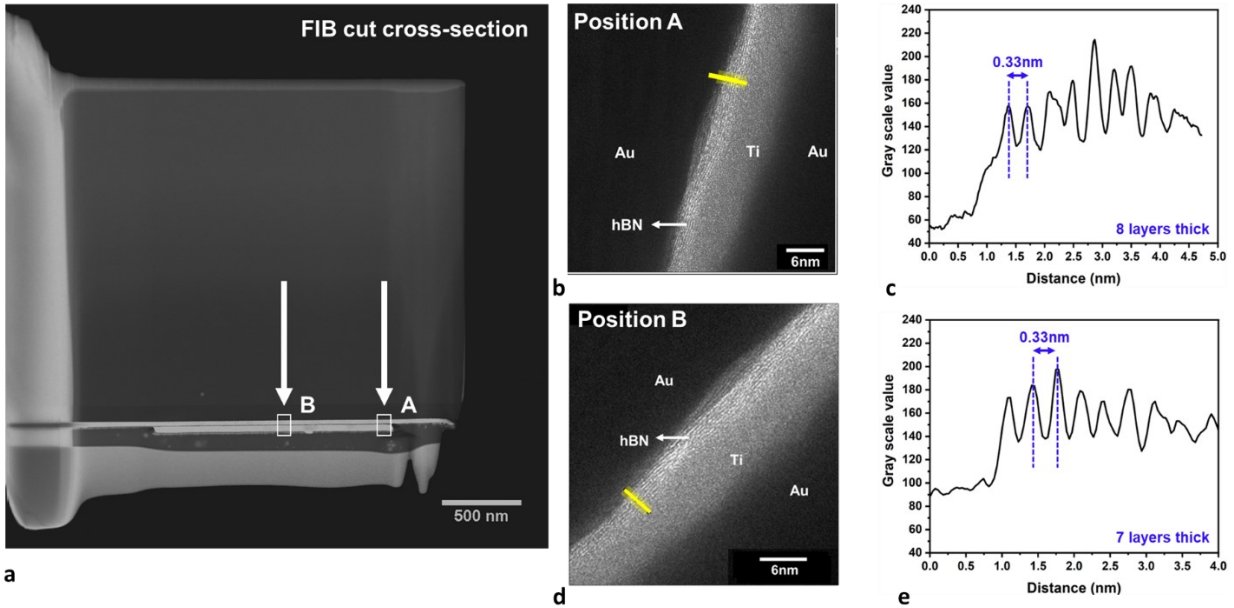 FIB cut cross-section
B
A
500 nm
a
Position A
Au
Ti
Au
hBN
6nm
b
240
220
200
180
160
140
120
100
80
60
40
Gray scale value
0.33nm
8 layers thick
0.0 0.5 1.0 1.5 2.0 2.5 3.0 3.5 4.0 4.5 5.0
Distance (nm)
c
Position B
Au
hBN
Ti
Au
6nm
d
240
220
200
180
160
140
120
100
80
60
40
Gray scale value
0.33nm
7 layers thick
0.0 0.5 1.0 1.5 2.0 2.5 3.0 3.5 4.0
Distance (nm)
e